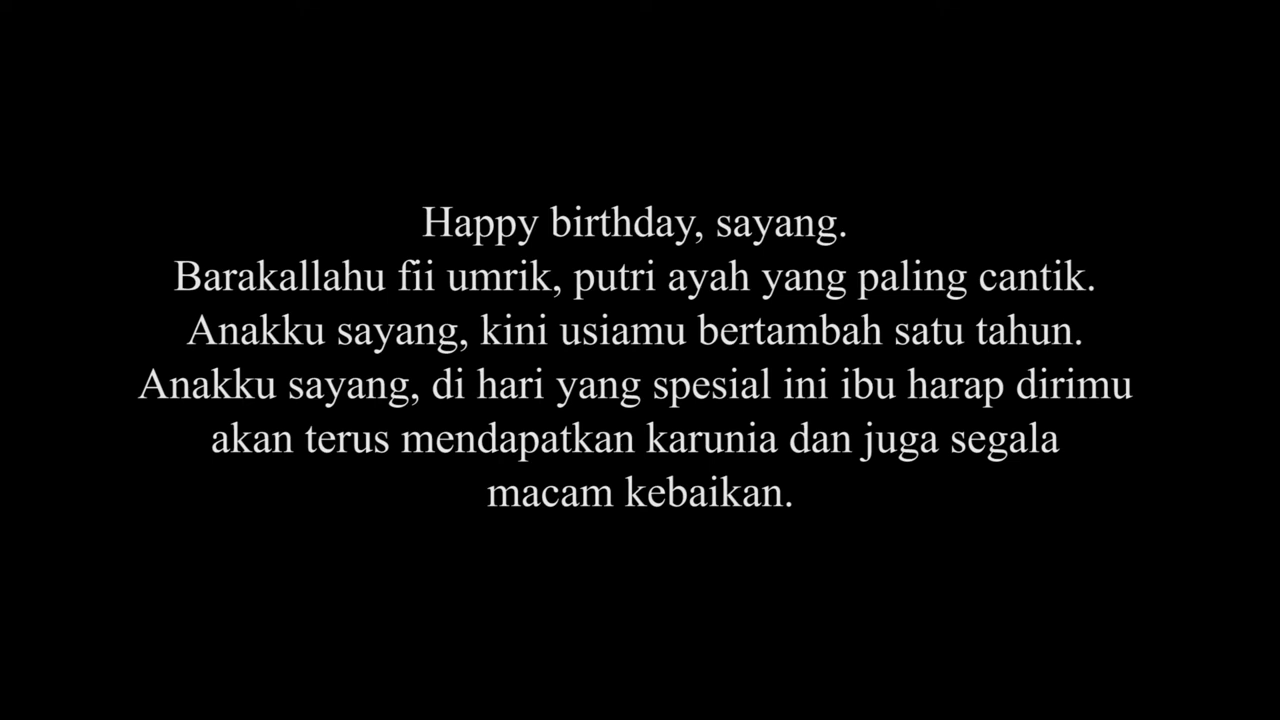 Happy birthday, sayang.
Barakallahu fii umrik, putri ayah yang paling cantik.
Anakku sayang, kini usiamu bertambah satu tahun.
Anakku sayang, di hari yang spesial ini ibu harap dirimu
akan terus mendapatkan karunia dan juga segala
macam kebaikan.